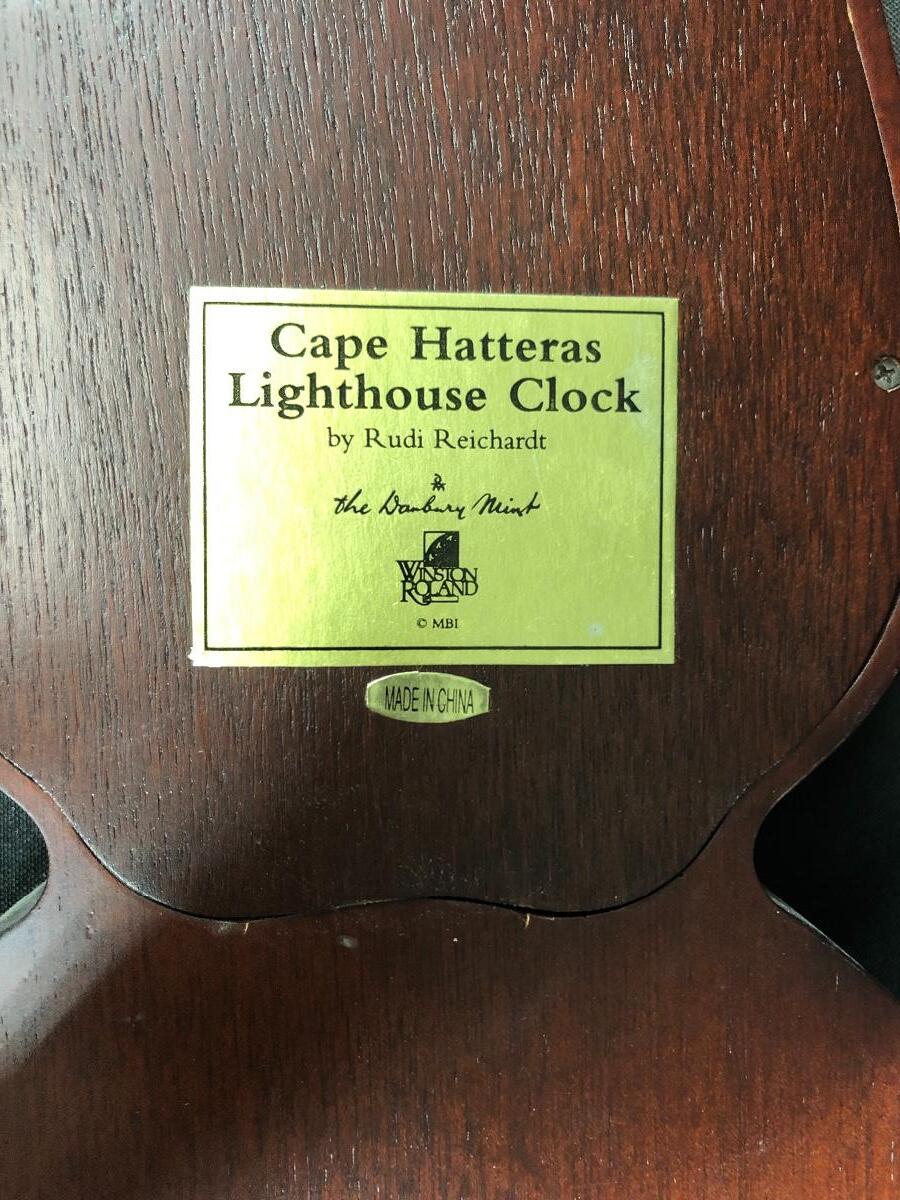 Cape Hatteras
Lighthouse Clock
by Rudi Reichardt
the Danbury Mint
WINSTON
ROLAND
© MBI
MADE IN CHINA